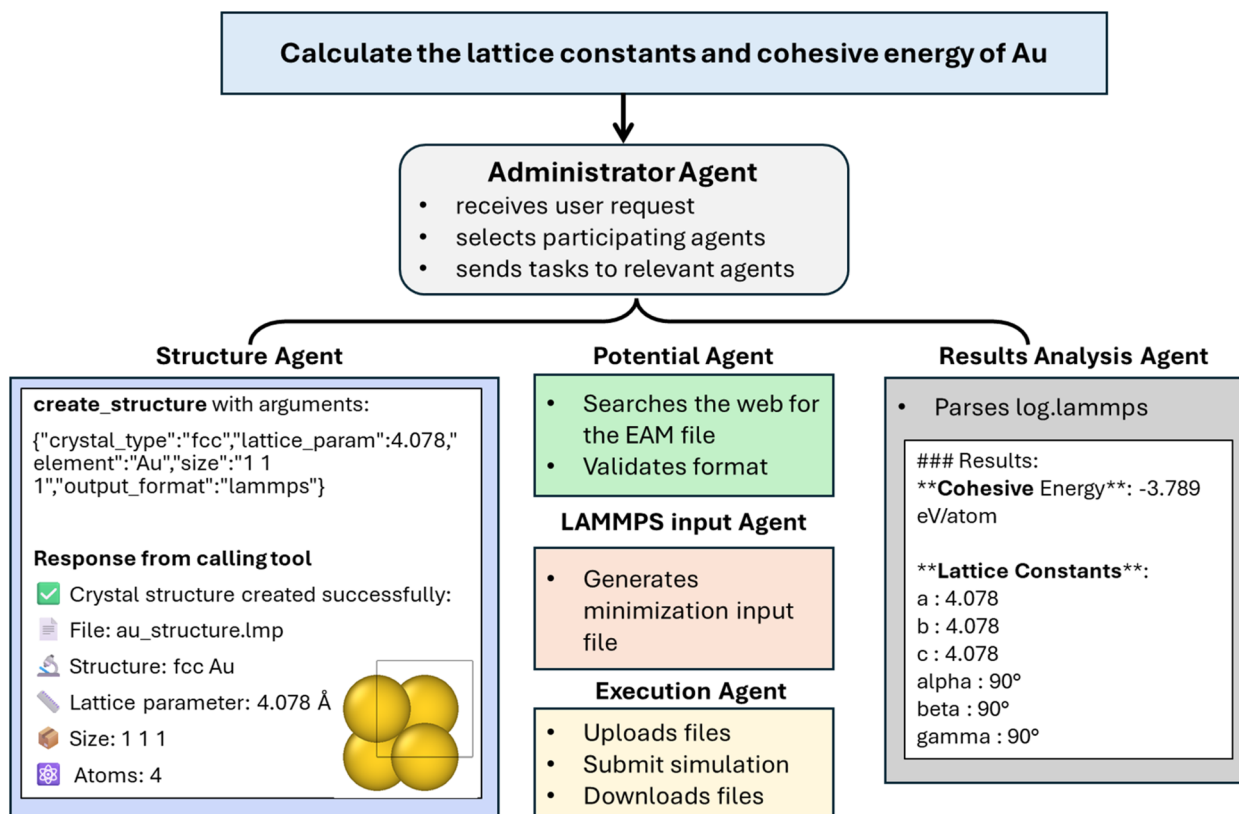 Calculate the lattice constants and cohesive energy of Au
Administrator Agent
• receives user request
• selects participating agents
• sends tasks to relevant agents
Structure Agent
create_structure with arguments:
{"crystal_type":"fcc","lattice_param":4.078,"
element":"Au","size":"1 1
1","output_format":"lammps"}
Response from calling tool
✅ Crystal structure created successfully:
📄 File: au_structure.lmp
🔬 Structure: fcc Au
📏 Lattice parameter: 4.078 Å
📦 Size: 1 1 1
⚛️ Atoms: 4
Potential Agent
• Searches the web for
the EAM file
• Validates format
LAMMPS input Agent
• Generates
minimization input
file
Execution Agent
• Uploads files
• Submit simulation
• Downloads files
Results Analysis Agent
• Parses log.lammps
### Results:
**Cohesive Energy**: -3.789
eV/atom
**Lattice Constants**:
a : 4.078
b : 4.078
c : 4.078
alpha : 90°
beta : 90°
gamma : 90°